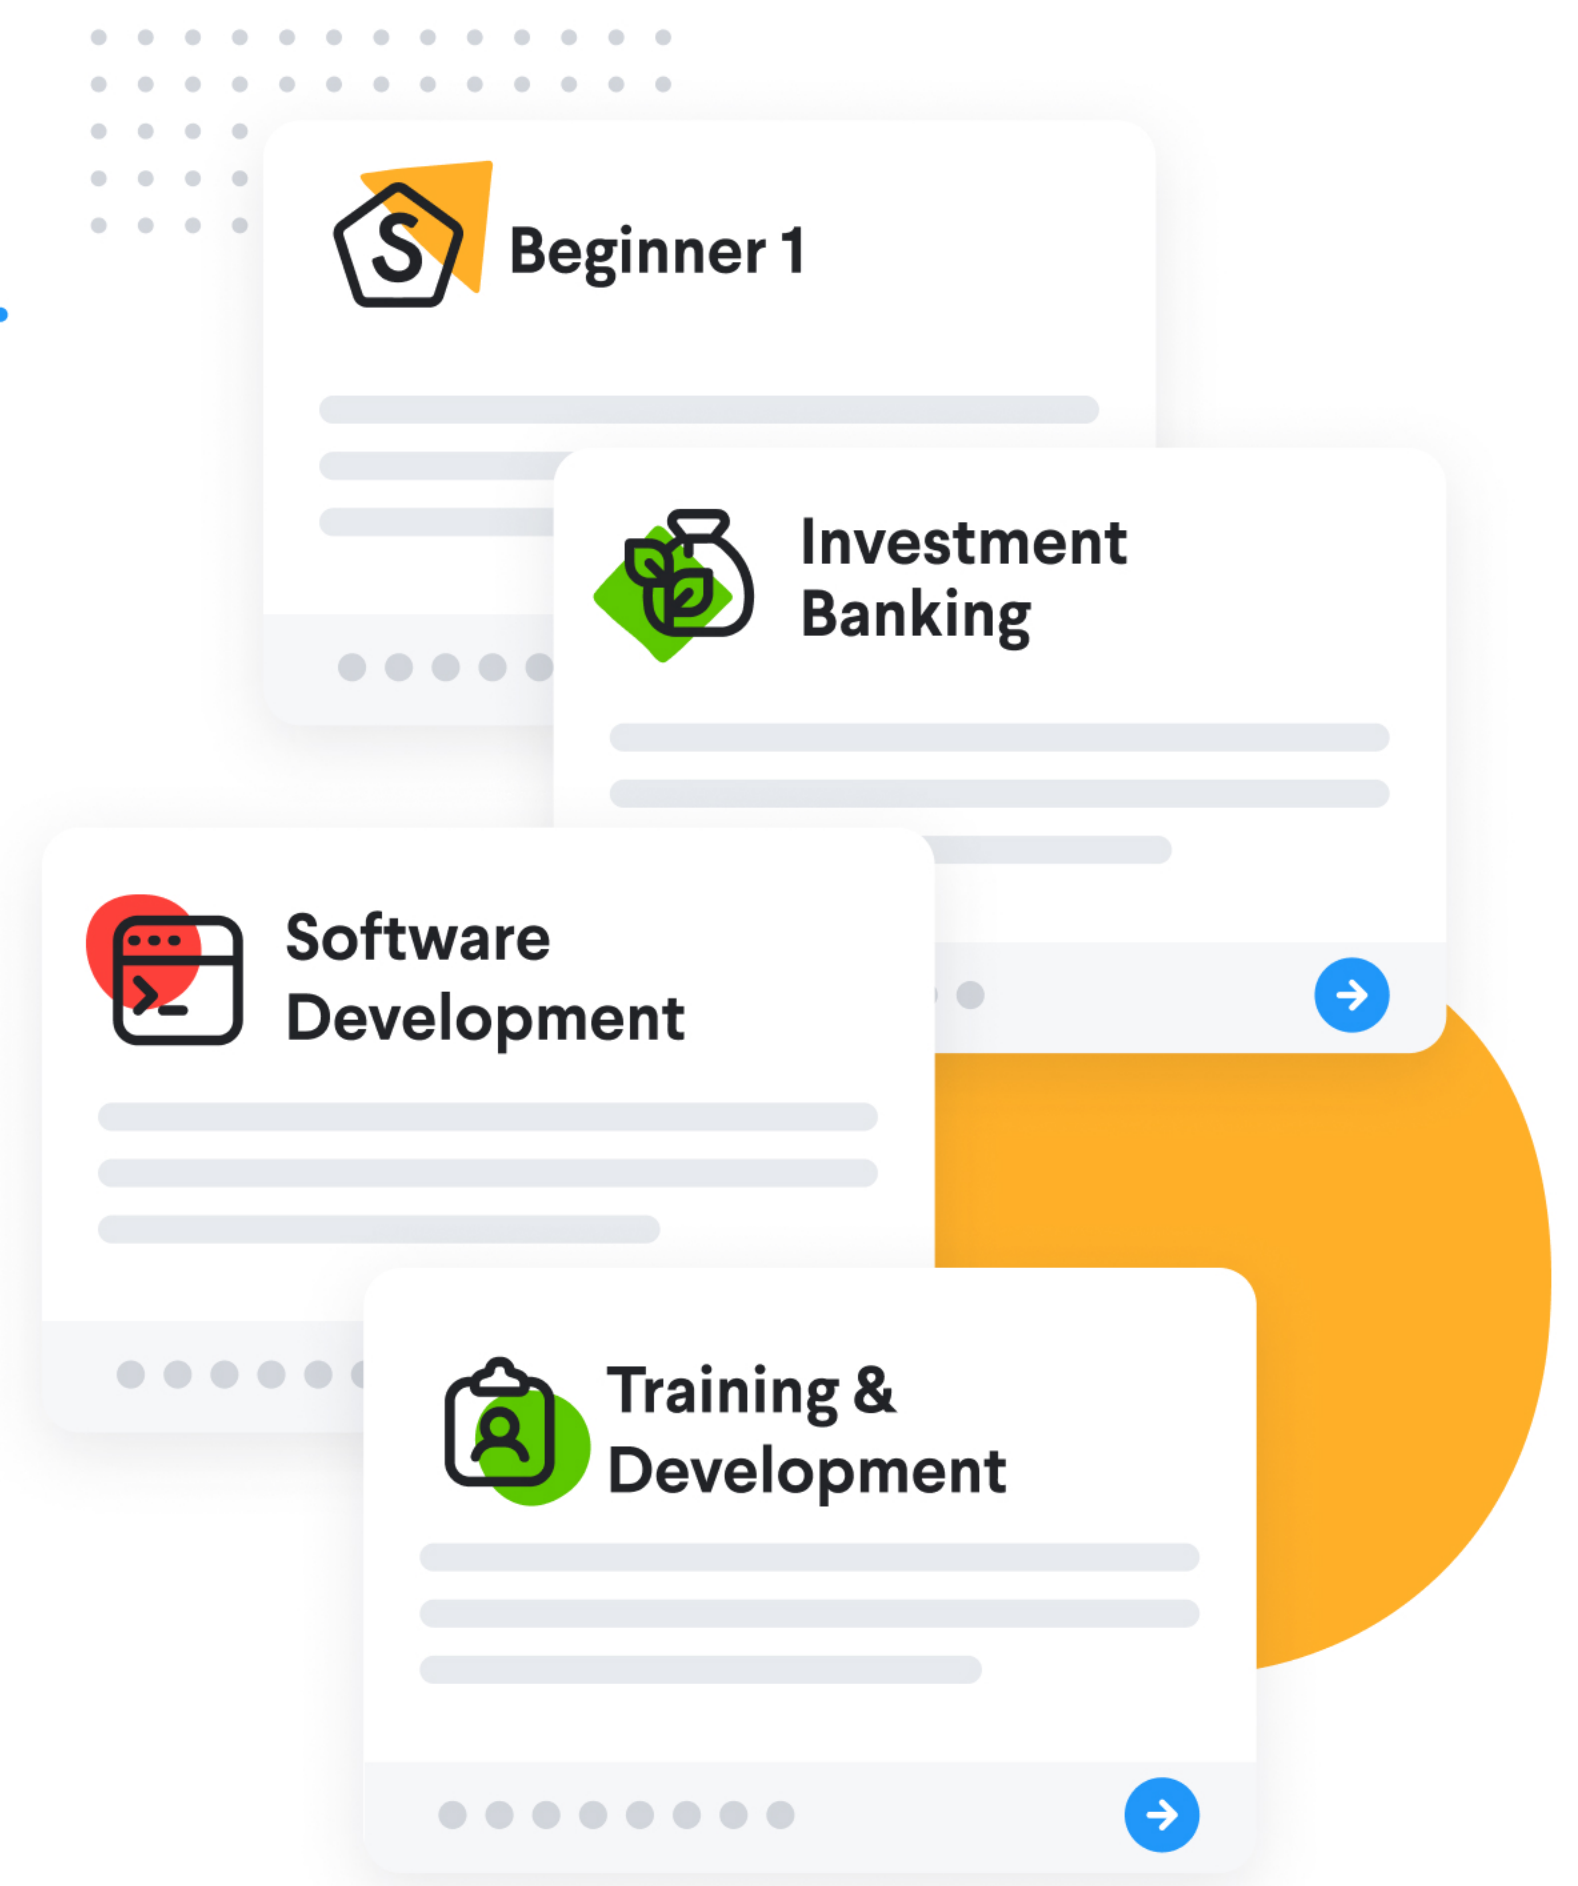 S
Beginner 1
Investment
Banking
Software
Development
Training &
Development